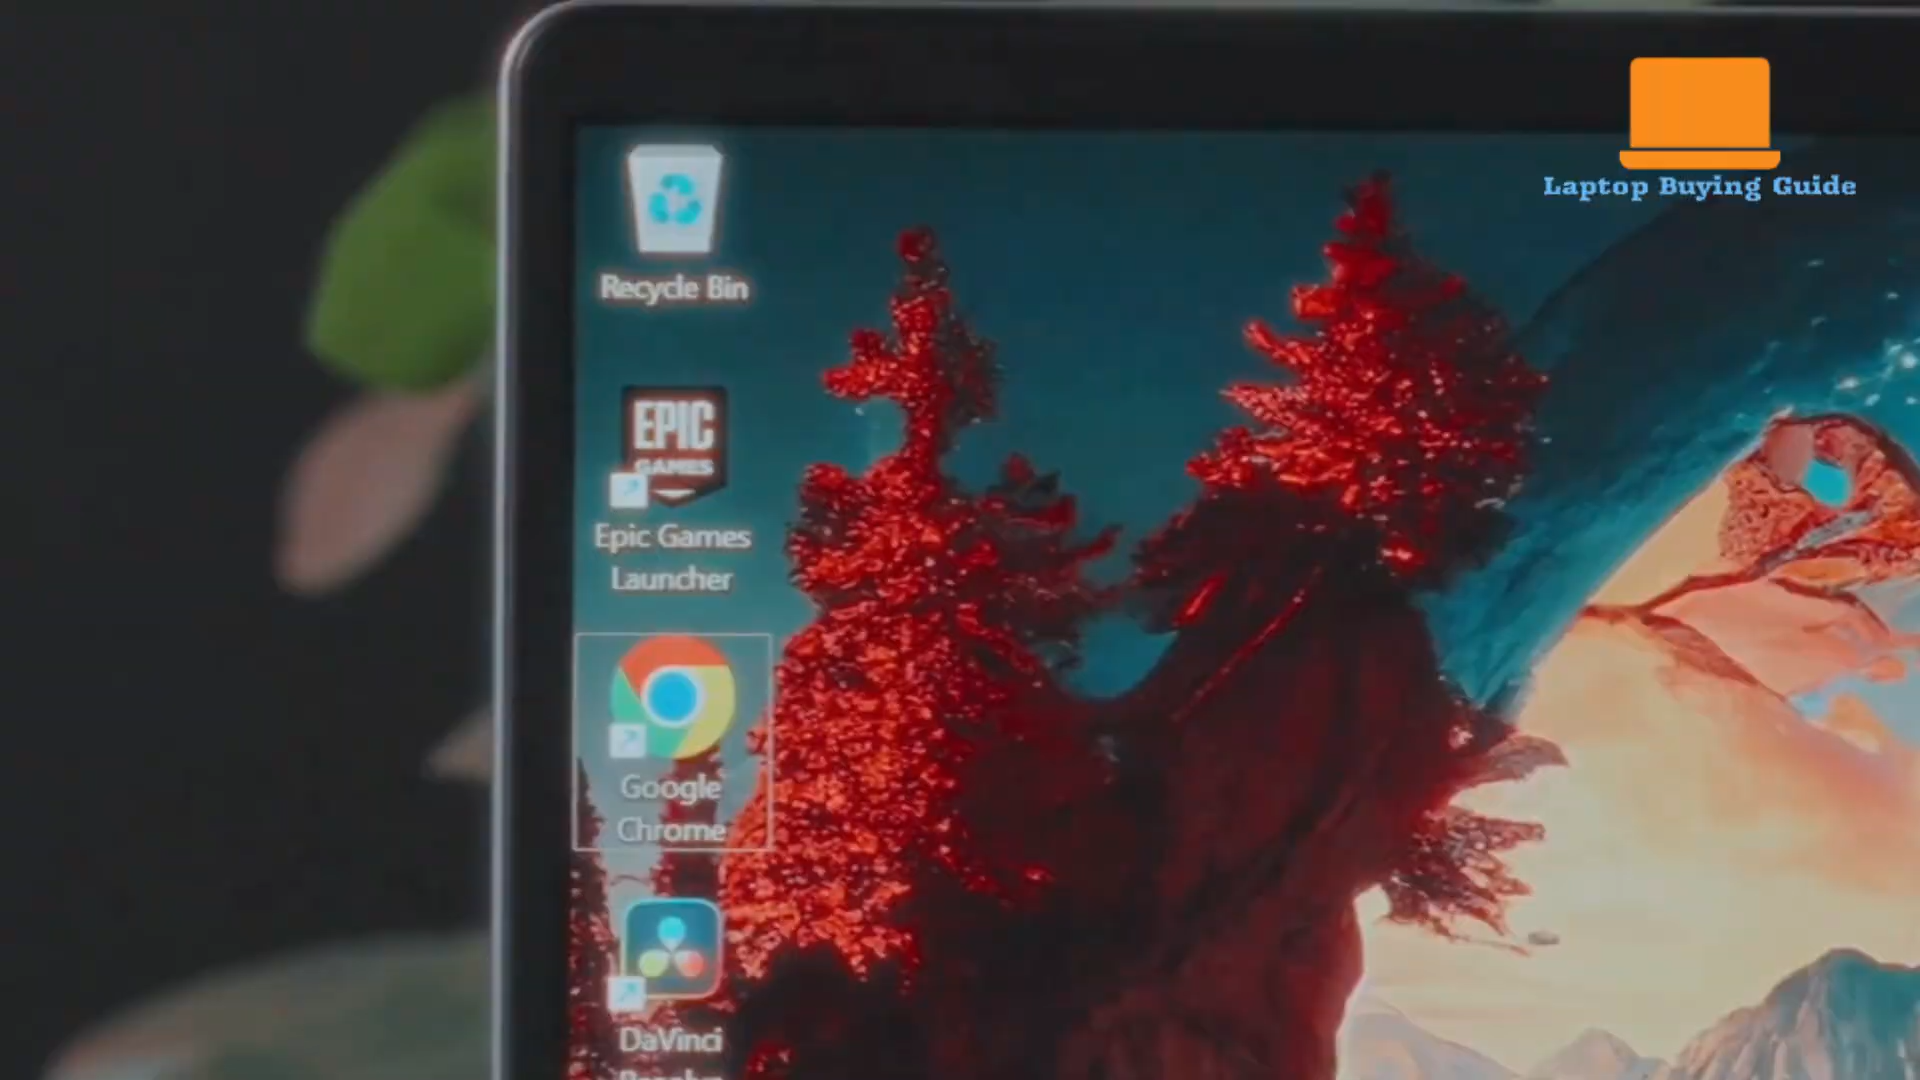 Laptop Buying Guide
Recycle Bin
EPIC
GAMES
Epic Games
Launcher
Google
Chrome
DaVinci